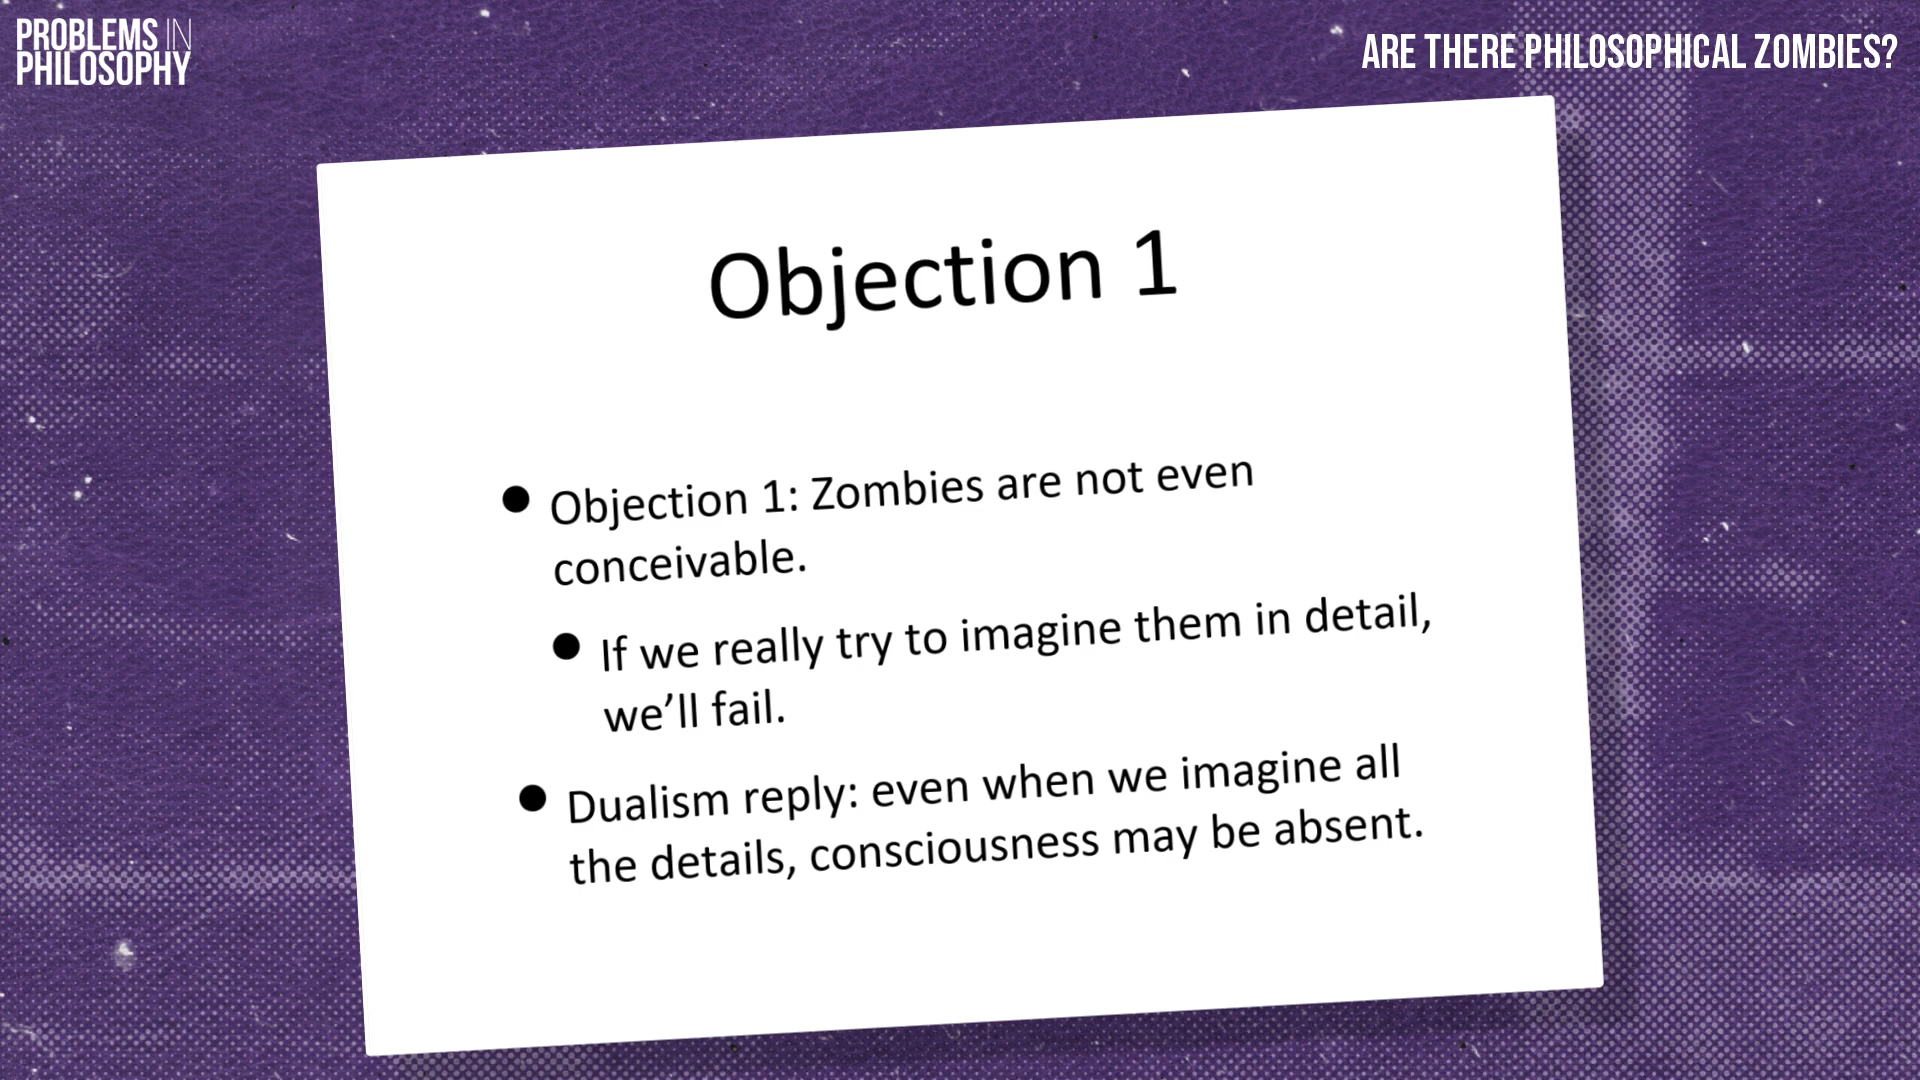 PROBLEMS IN
PHILOSOPHY
ARE THERE PHILOSOPHICAL ZOMBIES?
Objection 1
● Objection 1: Zombies are not even
conceivable.
● If we really try to imagine them in detail,
we’ll fail.
● Dualism reply: even when we imagine all
the details, consciousness may be absent.